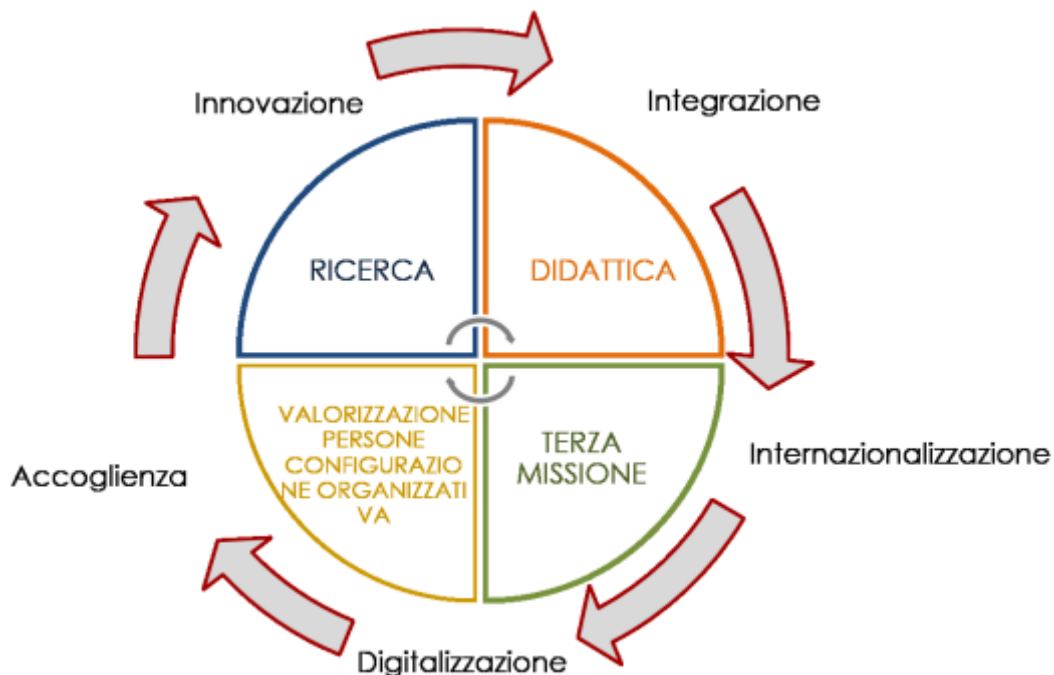 Innovazione
Integrazione
RICERCA
DIDATTICA
VALORIZZAZIONE
PERSONE
CONFIGURAZIO
NE ORGANIZZATI
VA
TERZA
MISSIONE
Accoglienza
Internazionalizzazione
Digitalizzazione